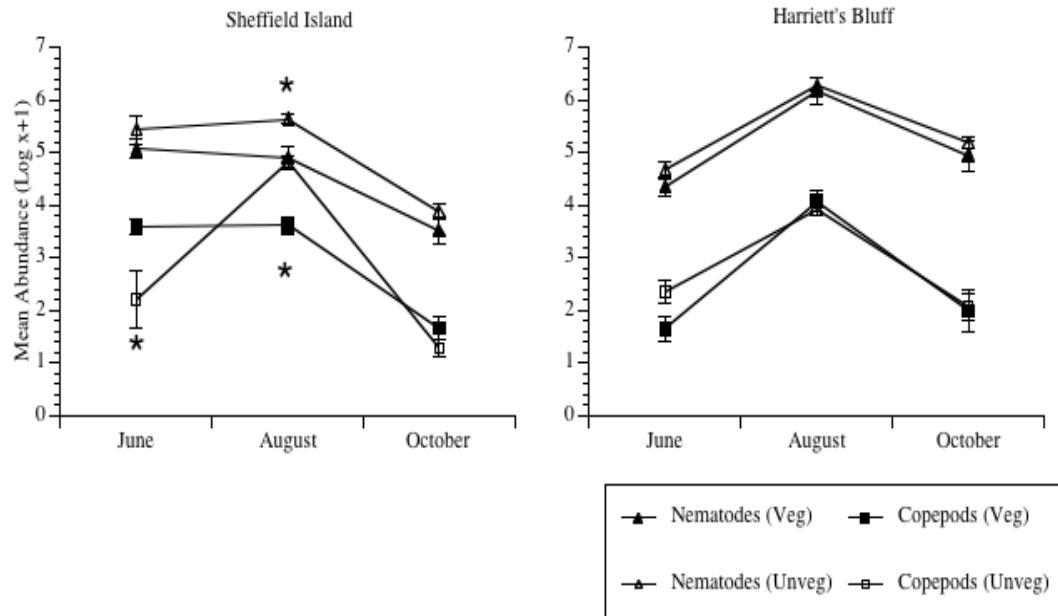 Sheffield Island
Harriett's Bluff
Mean Abundance (Log x+1)
7
6
5
4
3
2
1
0
June August October
7
6
5
4
3
2
1
0
June August October
Nematodes (Veg) Copepods (Veg)
Nematodes (Unveg) Copepods (Unveg)